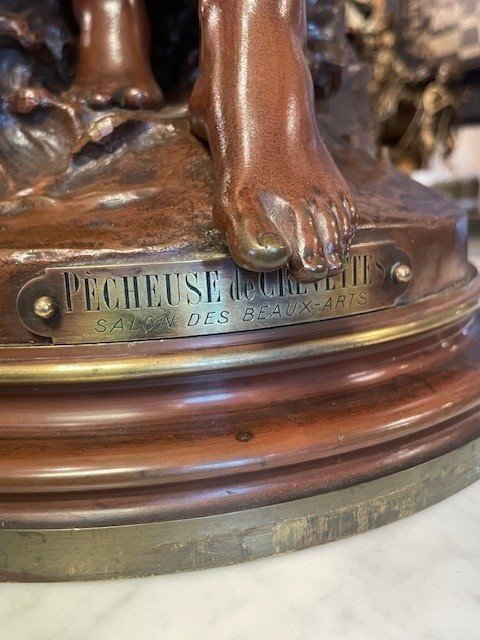 PÊCHEUSE de CREVETTES
SALON DES BEAUX-ARTS